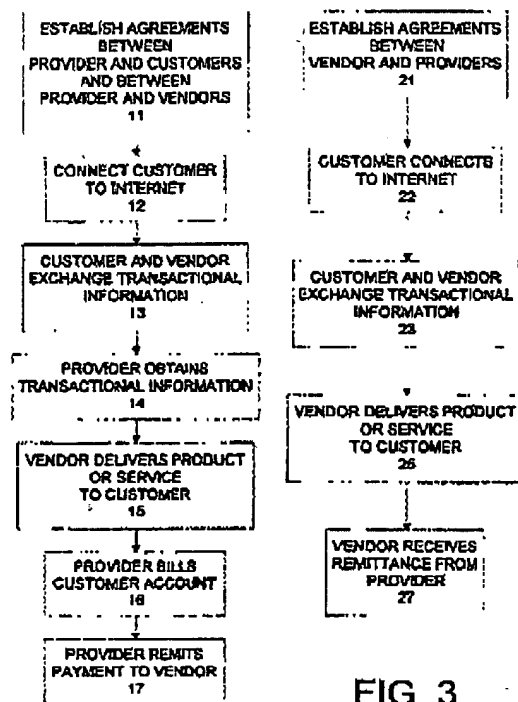 ESTABLISH AGREEMENTS
BETWEEN
PROVIDER AND CUSTOMERS
AND BETWEEN
PROVIDER AND VENDORS
11
CONNECT CUSTOMER
TO INTERNET
12
CUSTOMER AND VENDOR
EXCHANGE TRANSACTIONAL
INFORMATION
13
PROVIDER OBTAINS
TRANSACTIONAL INFORMATION
14
VENDOR DELIVERS PRODUCT
OR SERVICE
TO CUSTOMER
15
PROVIDER BILLS
CUSTOMER ACCOUNT
16
PROVIDER REMITS
PAYMENT TO VENDOR
17
ESTABLISH AGREEMENTS
BETWEEN
VENDOR AND PROVIDERS
21
CUSTOMER CONNECTS
TO INTERNET
22
CUSTOMER AND VENDOR
EXCHANGE TRANSACTIONAL
INFORMATION
23
VENDOR DELIVERS PRODUCT
OR SERVICE
TO CUSTOMER
26
VENDOR RECEIVES
REMITTANCE FROM
PROVIDER
27
FIG 3